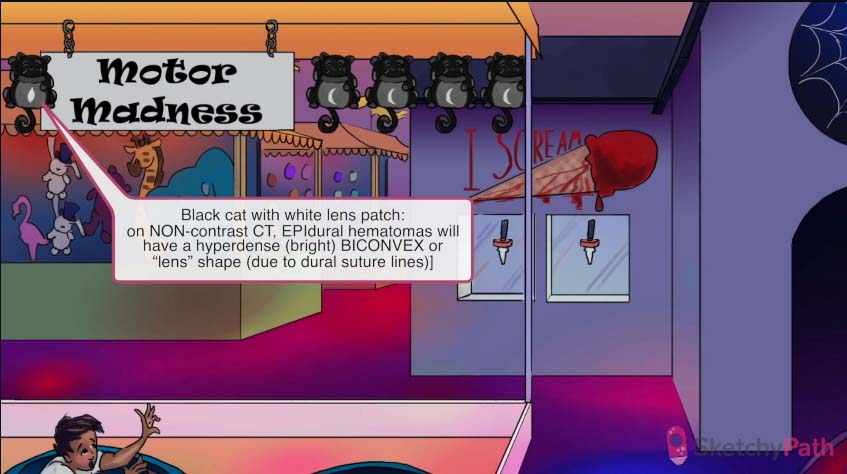 Motor
Madness
I SCREAM
Black cat with white lens patch:
on NON-contrast CT, EPIdural hematomas will
have a hyperdense (bright) BICONVEX or
“lens” shape (due to dural suture lines)]
SketchyPath